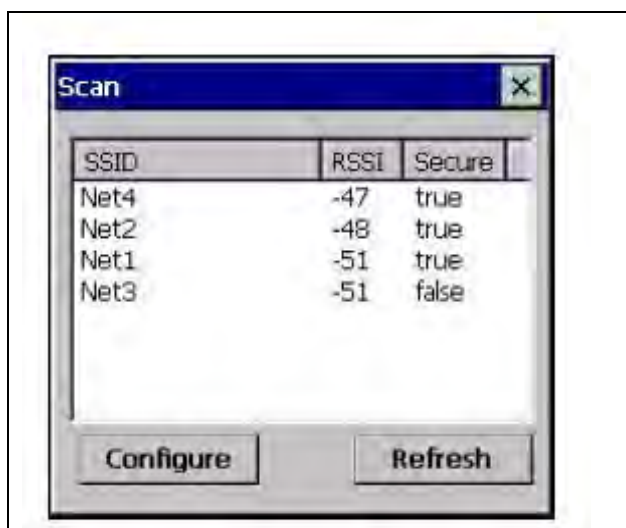 Scan
SSID RSSI Secure
Net4 -47 true
Net2 -48 true
Net1 -51 true
Net3 -51 false
Configure Refresh